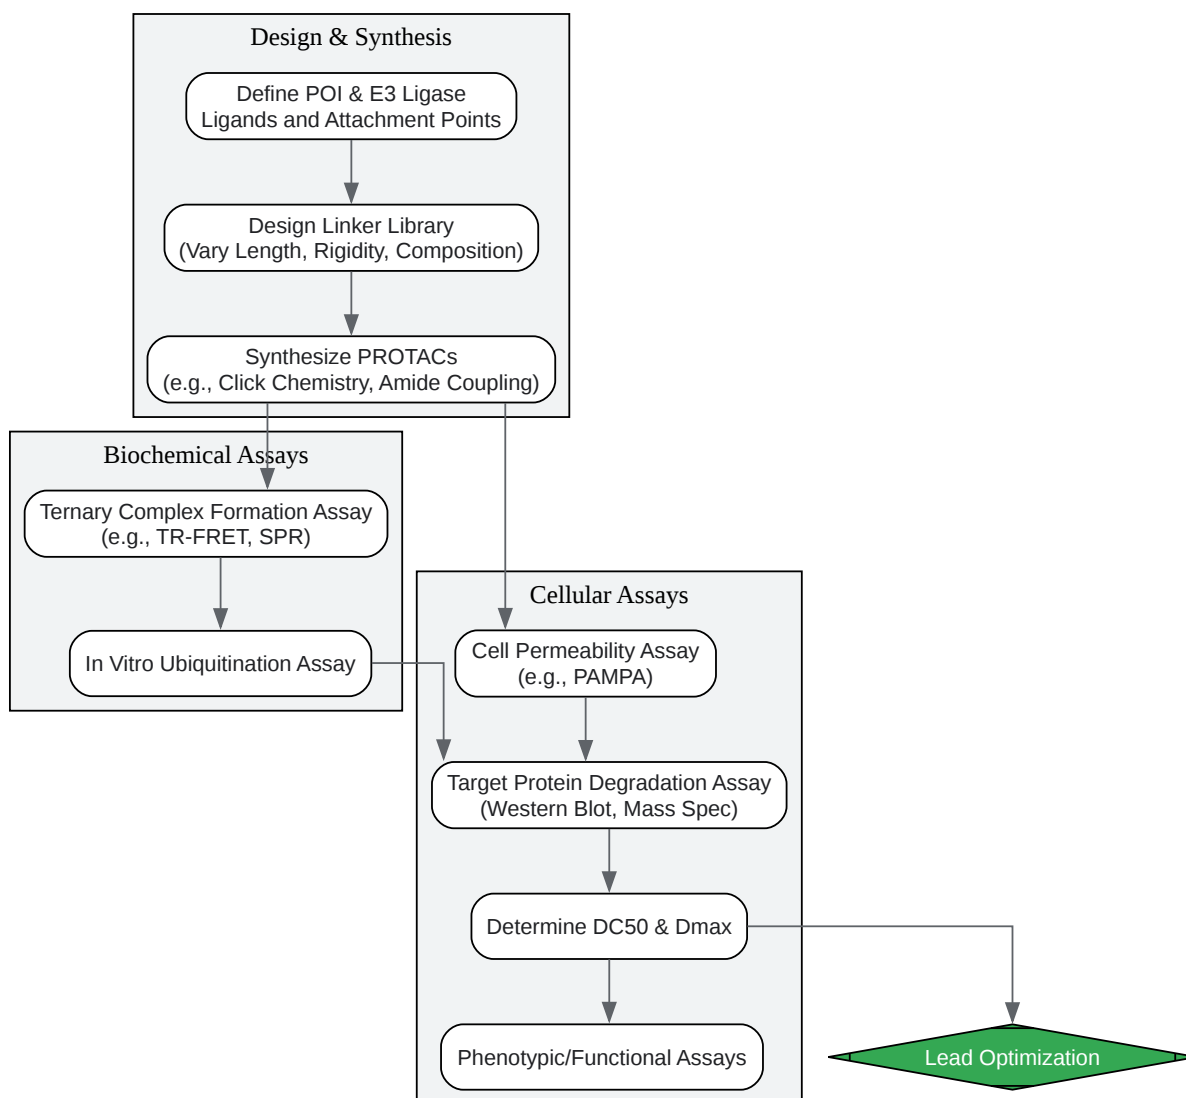 Design & Synthesis
Define POI & E3 Ligase
Ligands and Attachment Points
Design Linker Library
(Vary Length, Rigidity, Composition)
Synthesize PROTACs
(e.g., Click Chemistry, Amide Coupling)
Biochemical Assays
Ternary Complex Formation Assay
(e.g., TR-FRET, SPR)
In Vitro Ubiquitination Assay
Cellular Assays
Cell Permeability Assay
(e.g., PAMPA)
Target Protein Degradation Assay
(Western Blot, Mass Spec)
Determine DC50 & Dmax
Phenotypic/Functional Assays
Lead Optimization